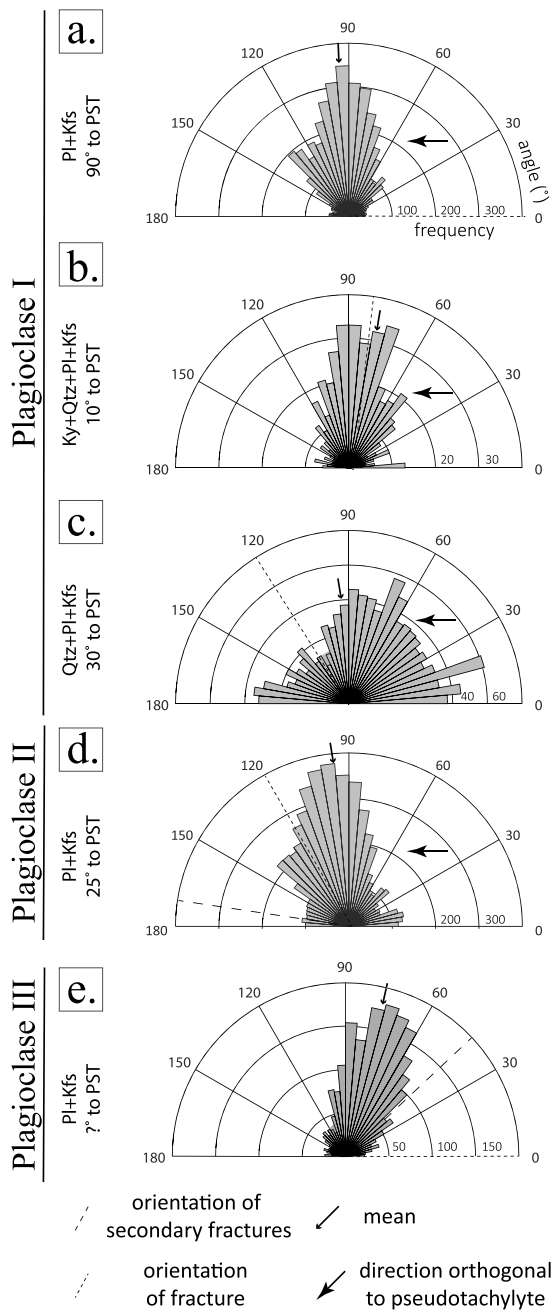 Plagioclase I
a.
Pl+Kfs
90˚ to PST
90
120
60
150
30
180
0
100
200
300
angle (˚)
frequency
b.
Ky+Qtz+Pl+Kfs
10˚ to PST
90
120
60
150
30
180
0
20
30
c.
Qtz+Pl+Kfs
30˚ to PST
90
120
60
150
30
180
0
40
60
Plagioclase II
d.
Pl+Kfs
25˚ to PST
90
120
60
150
30
180
0
200
300
Plagioclase III
e.
Pl+Kfs
?˚ to PST
90
120
60
150
30
180
0
50
100
150
orientation of
secondary fractures
mean
orientation
of fracture
direction orthogonal
to pseudotachylyte